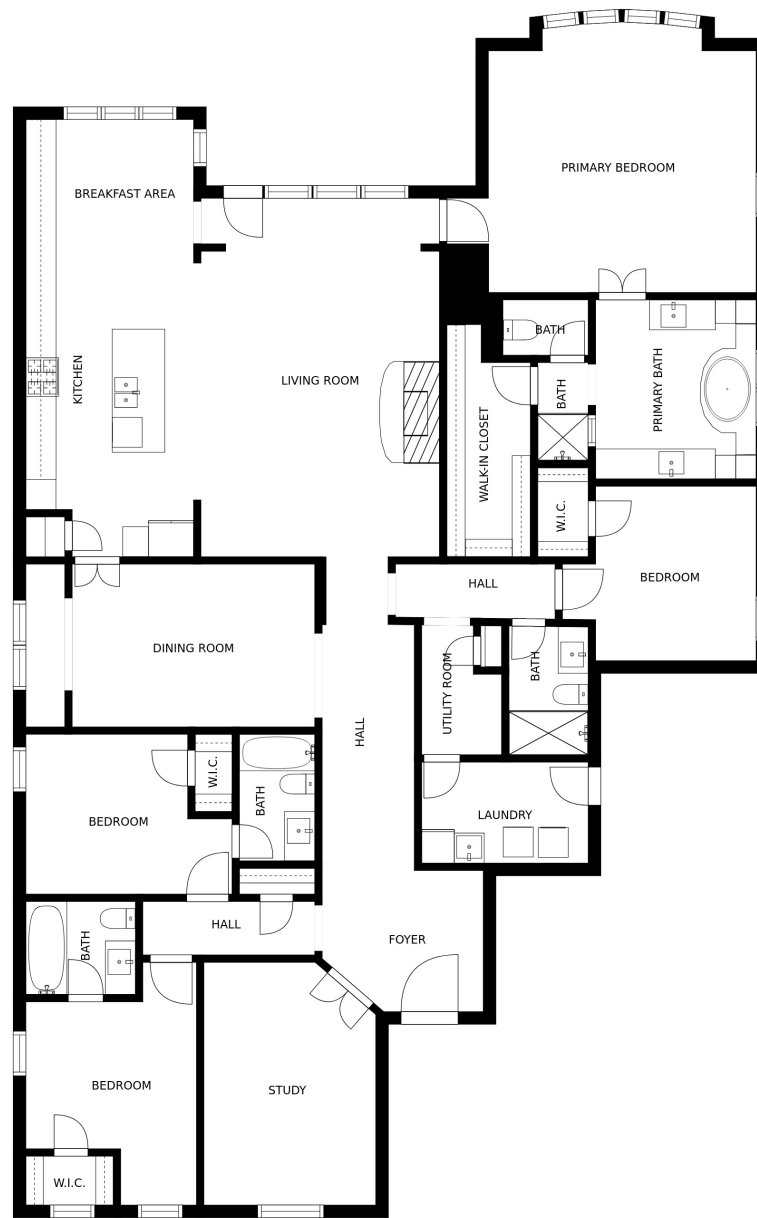 PRIMARY BEDROOM
BREAKFAST AREA
BATH
KITCHEN
LIVING ROOM
BATH
PRIMARY BATH
WALK-IN CLOSET
W.I.C.
HALL
BEDROOM
DINING ROOM
UTILITY ROOM
BATH
HALL
W.I.C.
BEDROOM
BATH
LAUNDRY
HALL
BATH
FOYER
BEDROOM
STUDY
W.I.C.